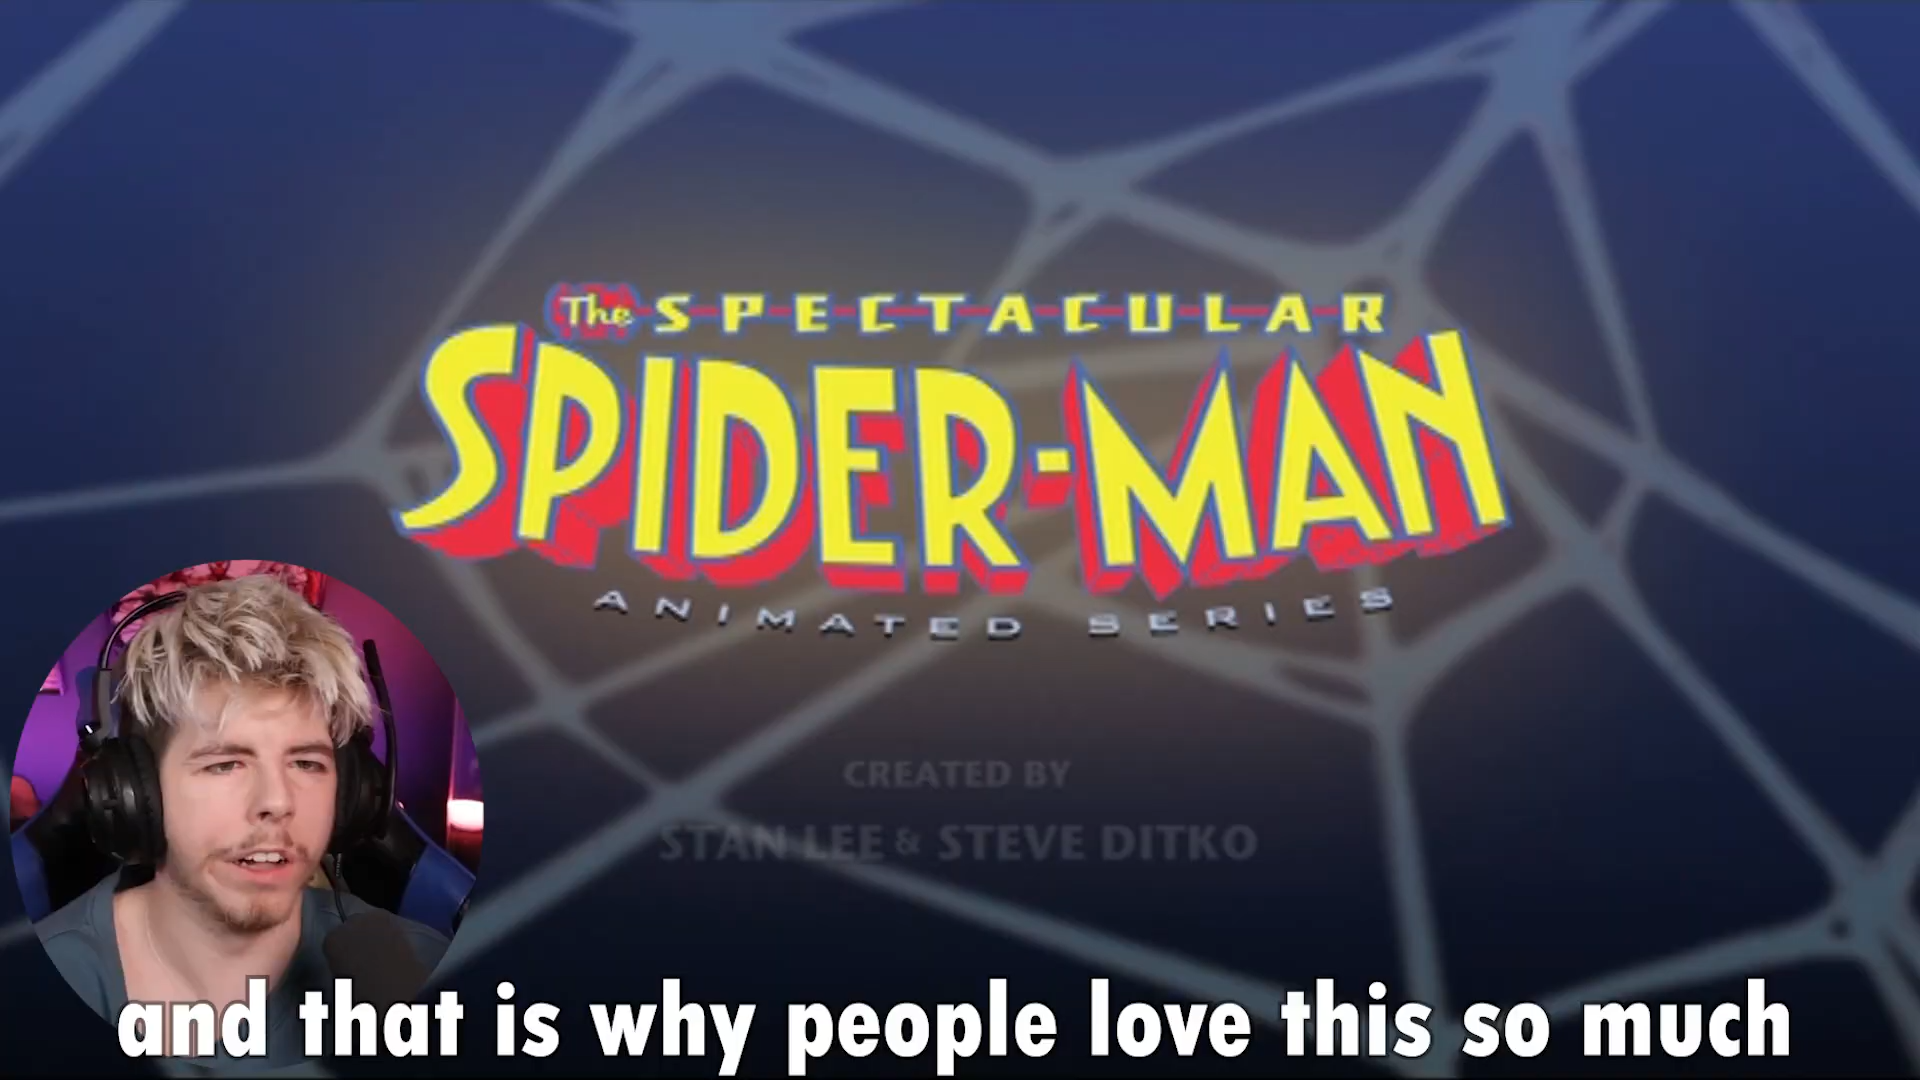 The SPECTACULAR
SPIDER-MAN
ANIMATED SERIES
CREATED BY
STAN LEE & STEVE DITKO
and that is why people love this so much